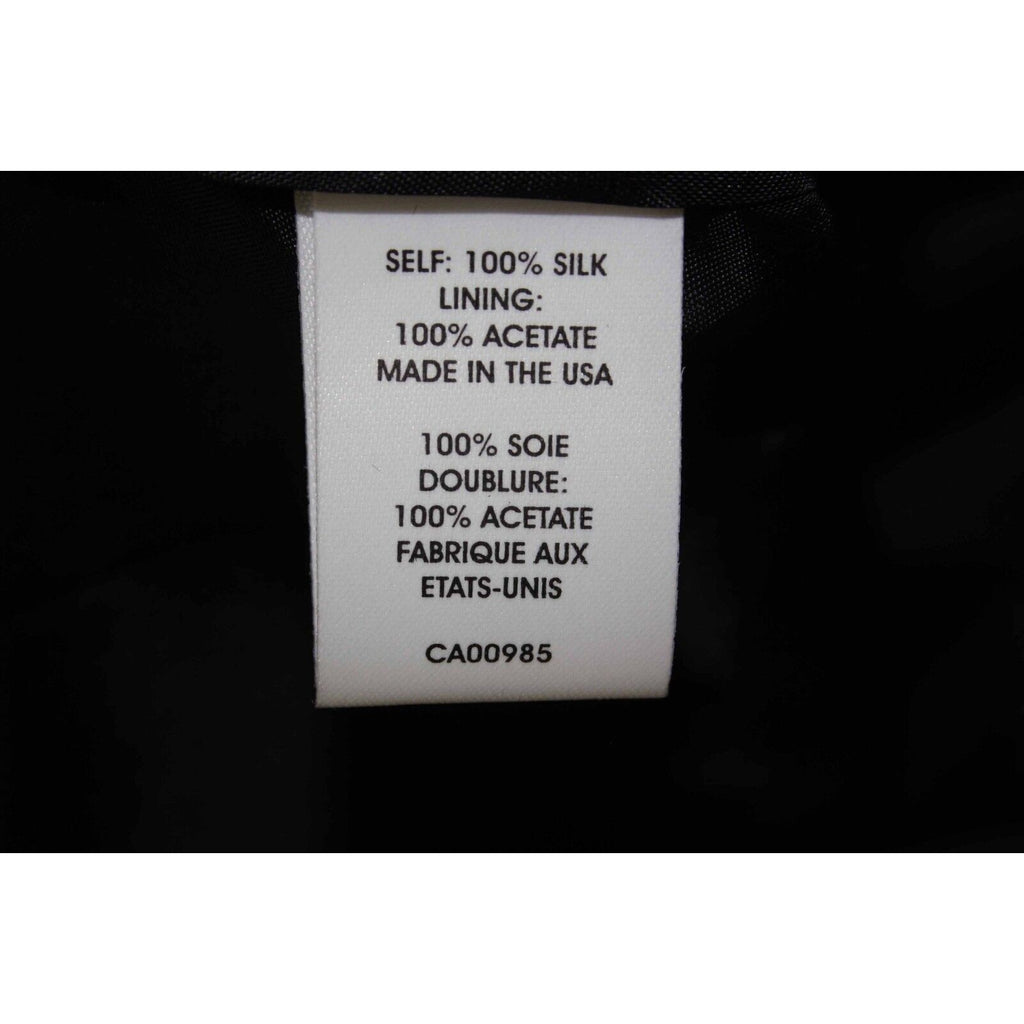 SELF: 100% SILK
LINING:
100% ACETATE
MADE IN THE USA
100% SOIE
DOUBLURE:
100% ACETATE
FABRIQUE AUX
ETATS-UNIS
CA00985